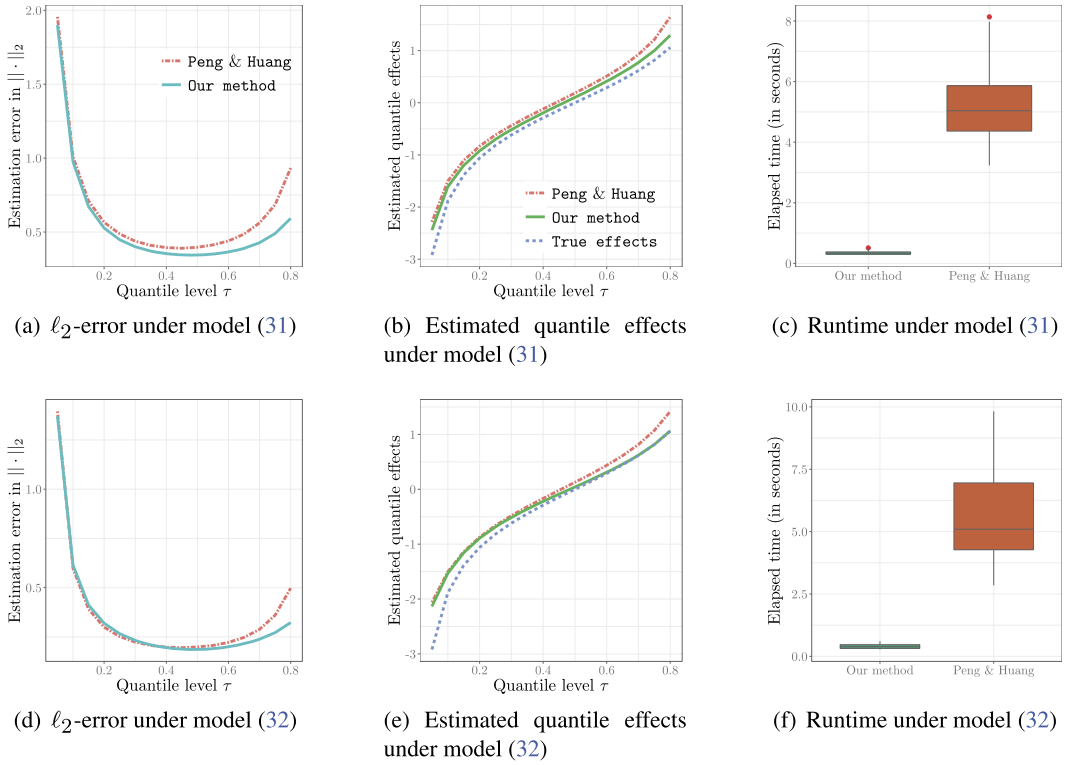 2.0
1.5
1.0
0.5
0.2 0.4 0.6 0.8
Estimation error in || · ||₂
Quantile level τ
Peng & Huang
Our method
(a) ℓ₂-error under model (31)
1
0
-1
-2
-3
0.2 0.4 0.6 0.8
Estimated quantile effects
Quantile level τ
Peng & Huang
Our method
True effects
(b) Estimated quantile effects
under model (31)
8
6
4
2
0
Elapsed time (in seconds)
Our method Peng & Huang
(c) Runtime under model (31)
1.0
0.5
0.2 0.4 0.6 0.8
Estimation error in || · ||₂
Quantile level τ
(d) ℓ₂-error under model (32)
1
0
-1
-2
-3
0.2 0.4 0.6 0.8
Estimated quantile effects
Quantile level τ
(e) Estimated quantile effects
under model (32)
10.0
7.5
5.0
2.5
0.0
Elapsed time (in seconds)
Our method Peng & Huang
(f) Runtime under model (32)